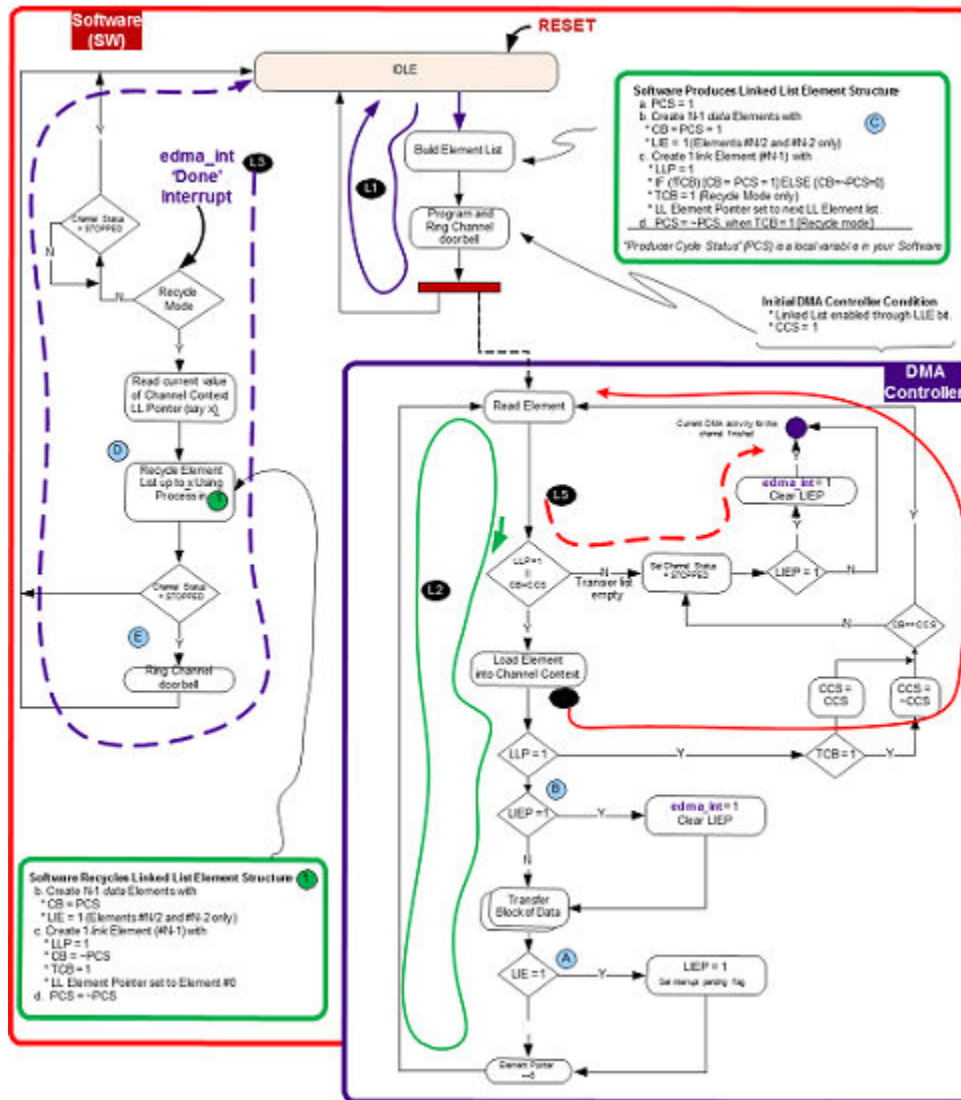 Software
(SW)
RESET
IDLE
edma_int
'Done'
Interrupt
L3
L1
Build Element List
Program and
Ring Channel
doorbell
Channel Status
= STOPPED
N
N
Recycle
Mode
Y
Read current value
of Channel Context
LL Pointer (say x)
D
Recycle Element
List up to x Using
Process in
1
Channel Status
= STOPPED
E
Y
Ring Channel
doorbell
Software Produces Linked List Element Structure
a. PCS = 1
C
b. Create N-1 data Elements with
* CB = PCS = 1
* LIE = 1 (Elements #N/2 and #N-2 only)
c. Create 1 link Element (#N-1) with
* LLP = 1
* IF (TCB) {CB = PCS = 1} ELSE {CB=~PCS=0}
* TCB = 1 (Recycle Mode only)
* LL Element Pointer set to next LL Element list.
d. PCS = ~PCS, when TCB = 1 [Recycle mode]
"Producer Cycle Status" (PCS) is a local variable in your Software
Initial DMA Controller Condition
* Linked List enabled through LLE bit.
* CCS = 1
DMA
Controller
Read Element
Current DMA activity for this
channel finished
Y
edma_int = 1
Clear LIEP
L5
Y
Y
L2
LLP=1
||
CB=CCS
N
Transfer list
empty
Set Channel Status
= STOPPED
LIEP = 1
N
Y
N
CB==CCS
Load Element
into Channel Context
CCS =
CCS
CCS =
~CCS
LLP = 1
Y
TCB = 1
Y
B
LIEP =1
Y
edma_int = 1
Clear LIEP
N
Transfer
Block of Data
A
LIE = 1
Y
LIEP = 1
Set interrupt pending flag
Element Pointer
Software Recycles Linked List Element Structure 1
b. Create N-1 data Elements with
* CB = PCS
* LIE = 1 (Elements #N/2 and #N-2 only)
c. Create 1 link Element (#N-1) with
* LLP = 1
* CB = ~PCS
* TCB = 1
* LL Element Pointer set to Element #0
d. PCS = ~PCS